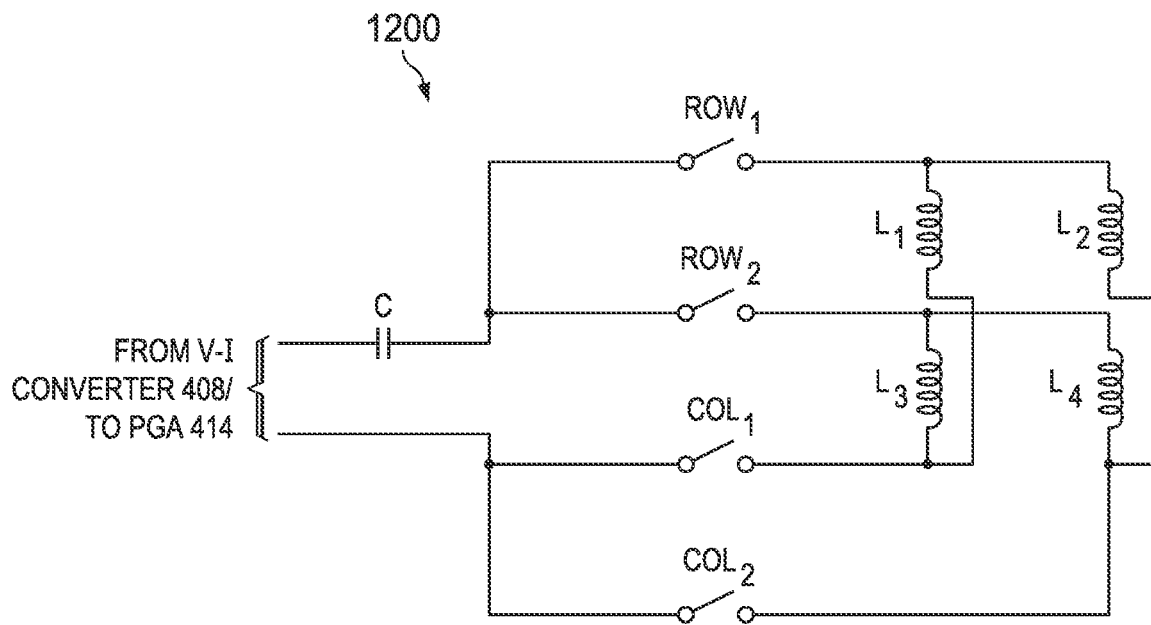 1200
ROW1
L1
L2
ROW2
C
FROM V-I
CONVERTER 408/
TO PGA 414
L3
L4
COL1
COL2